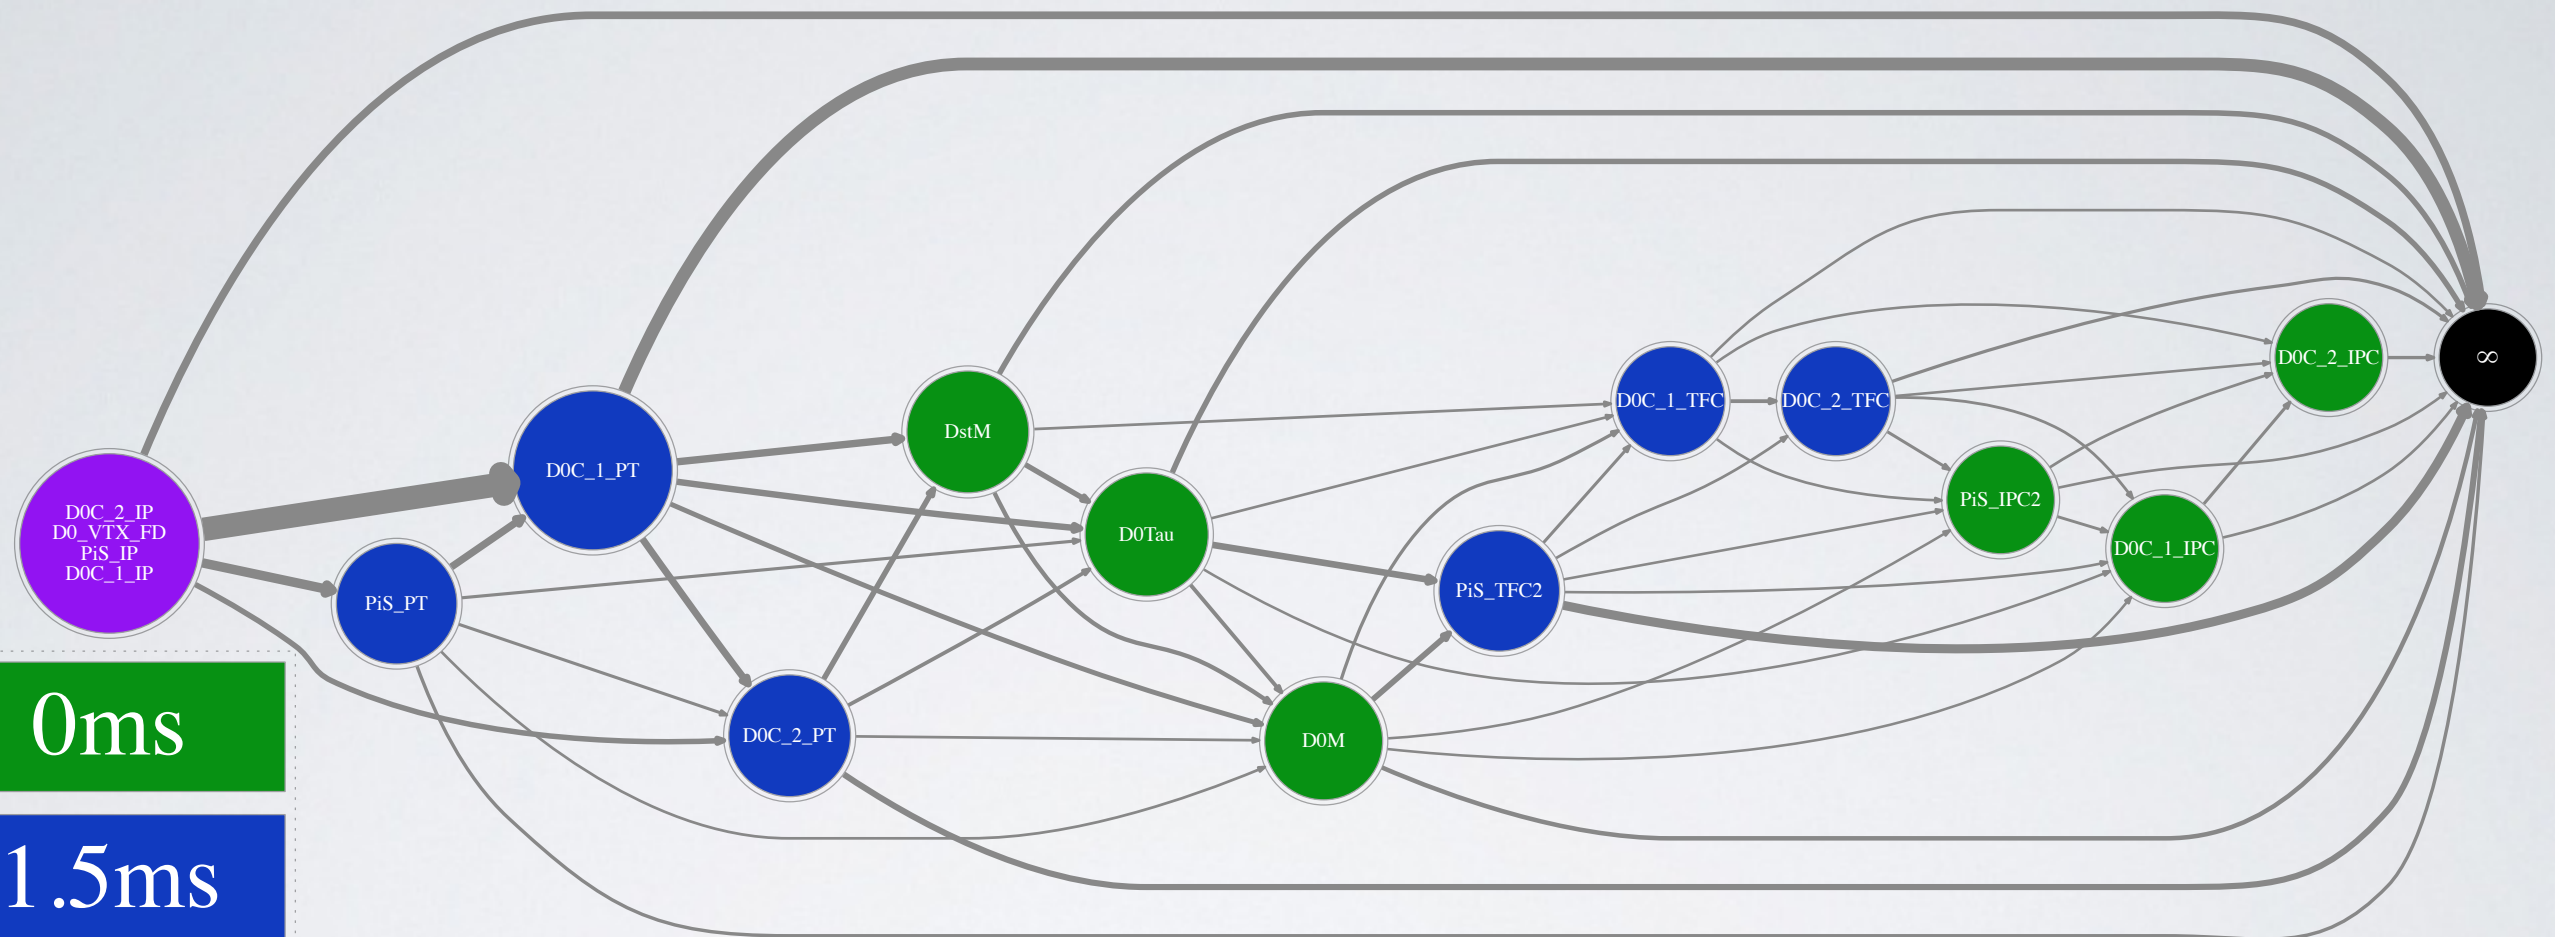 D0C_2_IP
D0_VTX_FD
PiS_IP
D0C_1_IP
PiS_PT
D0C_1_PT
D0C_2_PT
DstM
D0Tau
D0M
PiS_TFC2
D0C_1_TFC
D0C_2_TFC
PiS_IPC2
D0C_1_IPC
D0C_2_IPC
∞
0ms
1.5ms